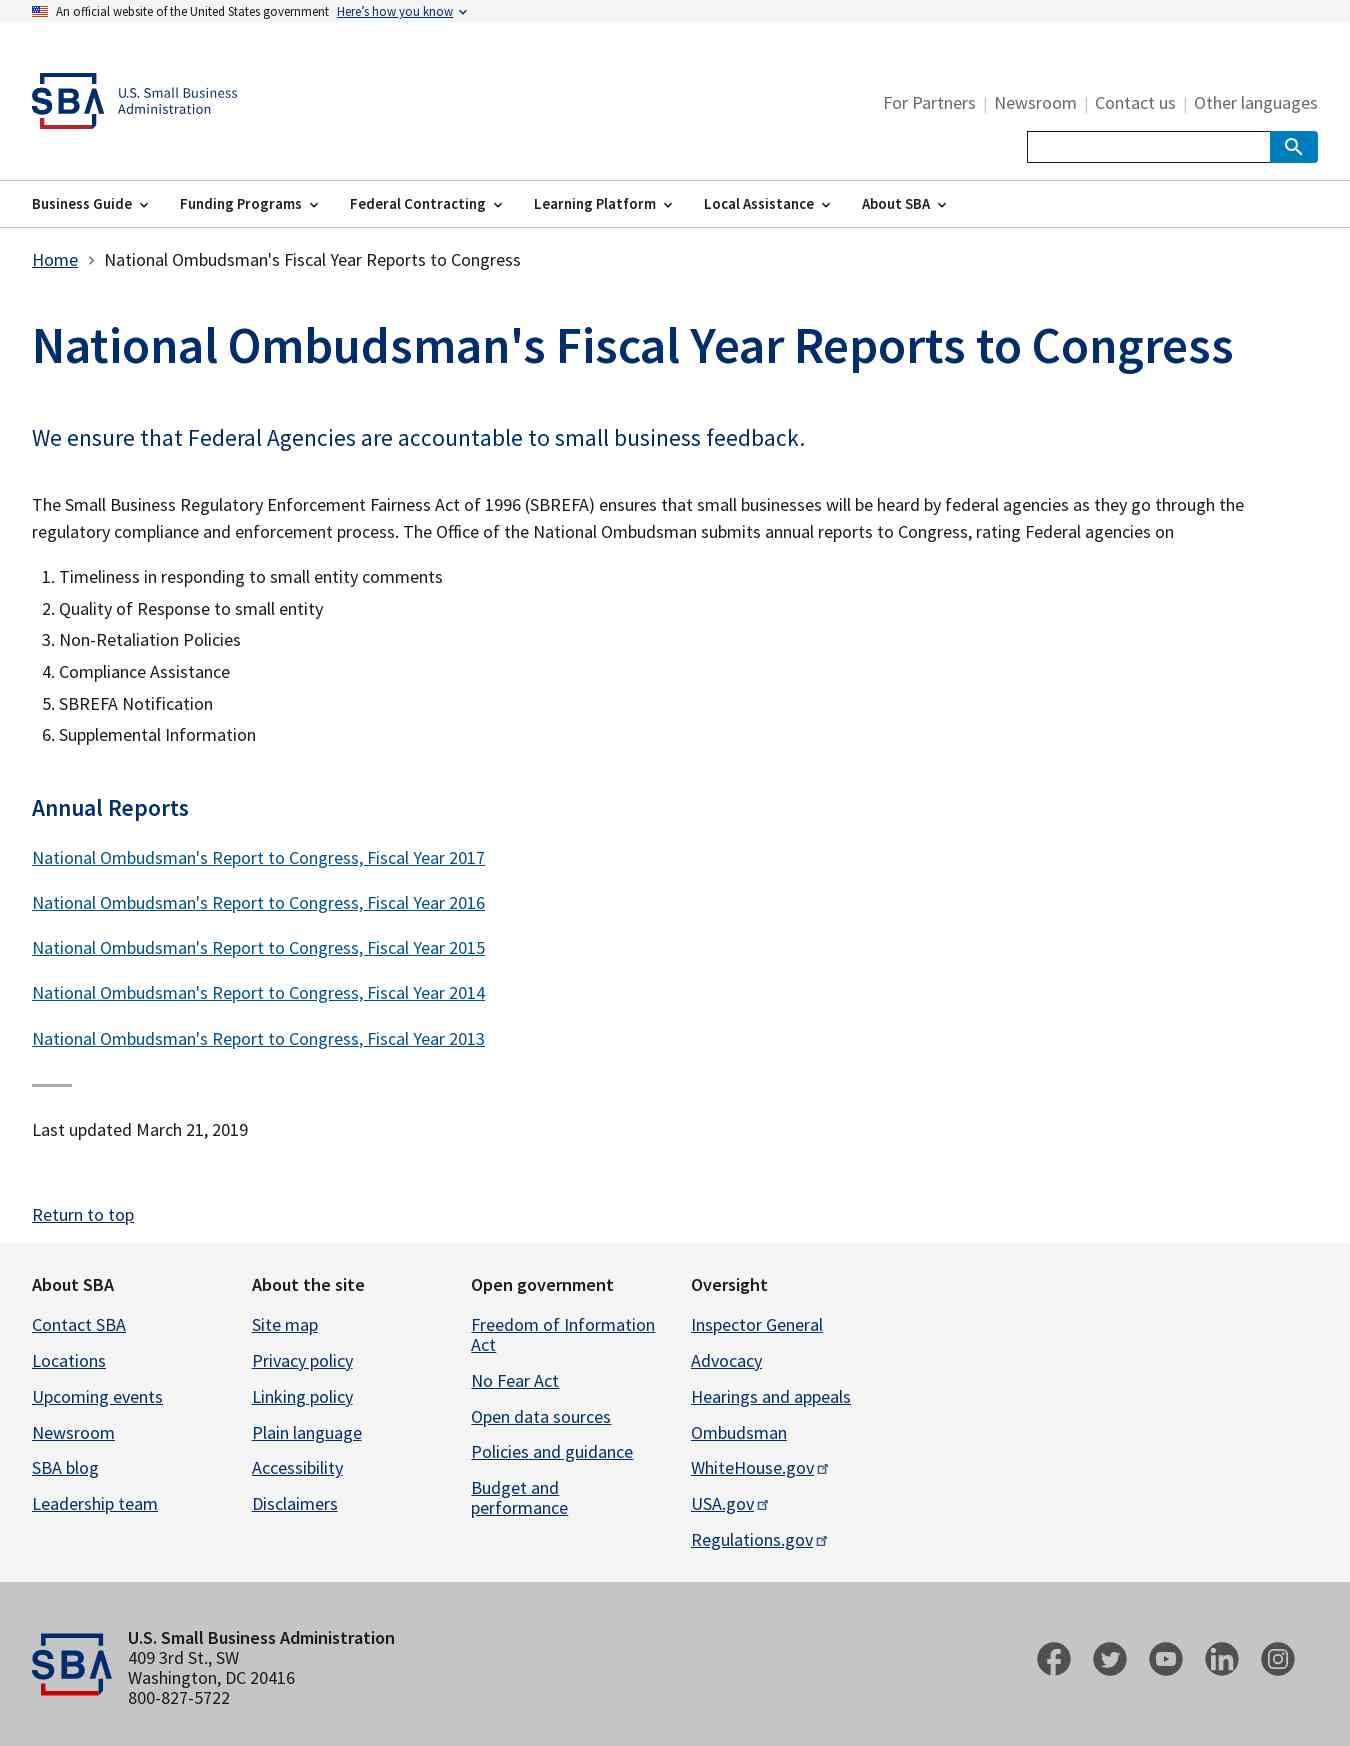 An official website of the United States government Here's how you know
SBA
U.S. Small Business
Administration
For Partners
Newsroom
Contact us
Other languages
Business Guide
Funding Programs
Federal Contracting
Learning Platform
Local Assistance
About SBA
Home
National Ombudsman's Fiscal Year Reports to Congress
National Ombudsman's Fiscal Year Reports to Congress
We ensure that Federal Agencies are accountable to small business feedback.
The Small Business Regulatory Enforcement Fairness Act of 1996 (SBREFA) ensures that small businesses will be heard by federal agencies as they go through the
regulatory compliance and enforcement process. The Office of the National Ombudsman submits annual reports to Congress, rating Federal agencies on
1. Timeliness in responding to small entity comments
2. Quality of Response to small entity
3. Non-Retaliation Policies
4. Compliance Assistance
5. SBREFA Notification
6. Supplemental Information
Annual Reports
National Ombudsman's Report to Congress, Fiscal Year 2017
National Ombudsman's Report to Congress, Fiscal Year 2016
National Ombudsman's Report to Congress, Fiscal Year 2015
National Ombudsman's Report to Congress, Fiscal Year 2014
National Ombudsman's Report to Congress, Fiscal Year 2013
Last updated March 21, 2019
Return to top
About SBA
Contact SBA
Locations
Upcoming events
Newsroom
SBA blog
Leadership team
About the site
Site map
Privacy policy
Linking policy
Plain language
Accessibility
Disclaimers
Open government
Freedom of Information
Act
No Fear Act
Open data sources
Policies and guidance
Budget and
performance
Oversight
Inspector General
Advocacy
Hearings and appeals
Ombudsman
WhiteHouse.gov
USA.gov
Regulations.gov
SBA
U.S. Small Business Administration
409 3rd St., SW
Washington, DC 20416
800-827-5722